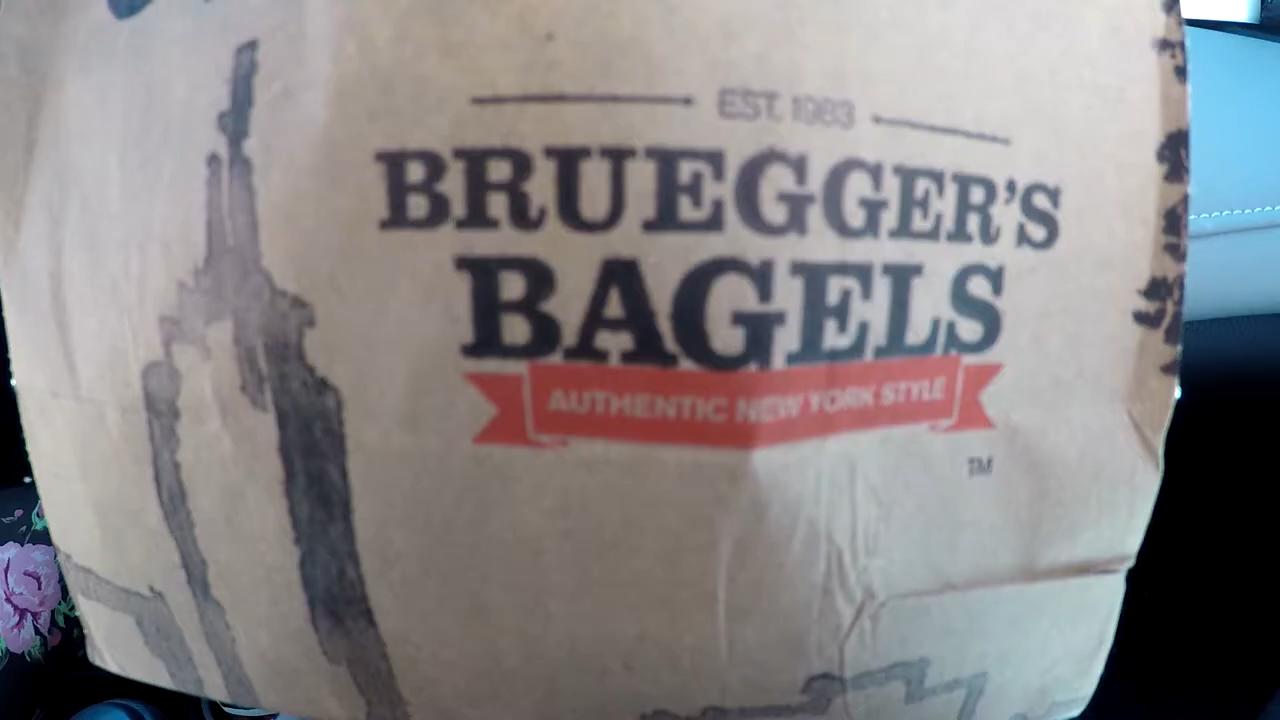 EST. 1983
BRUEGGER'S
BAGELS
AUTHENTIC NEW YORK STYLE
TM